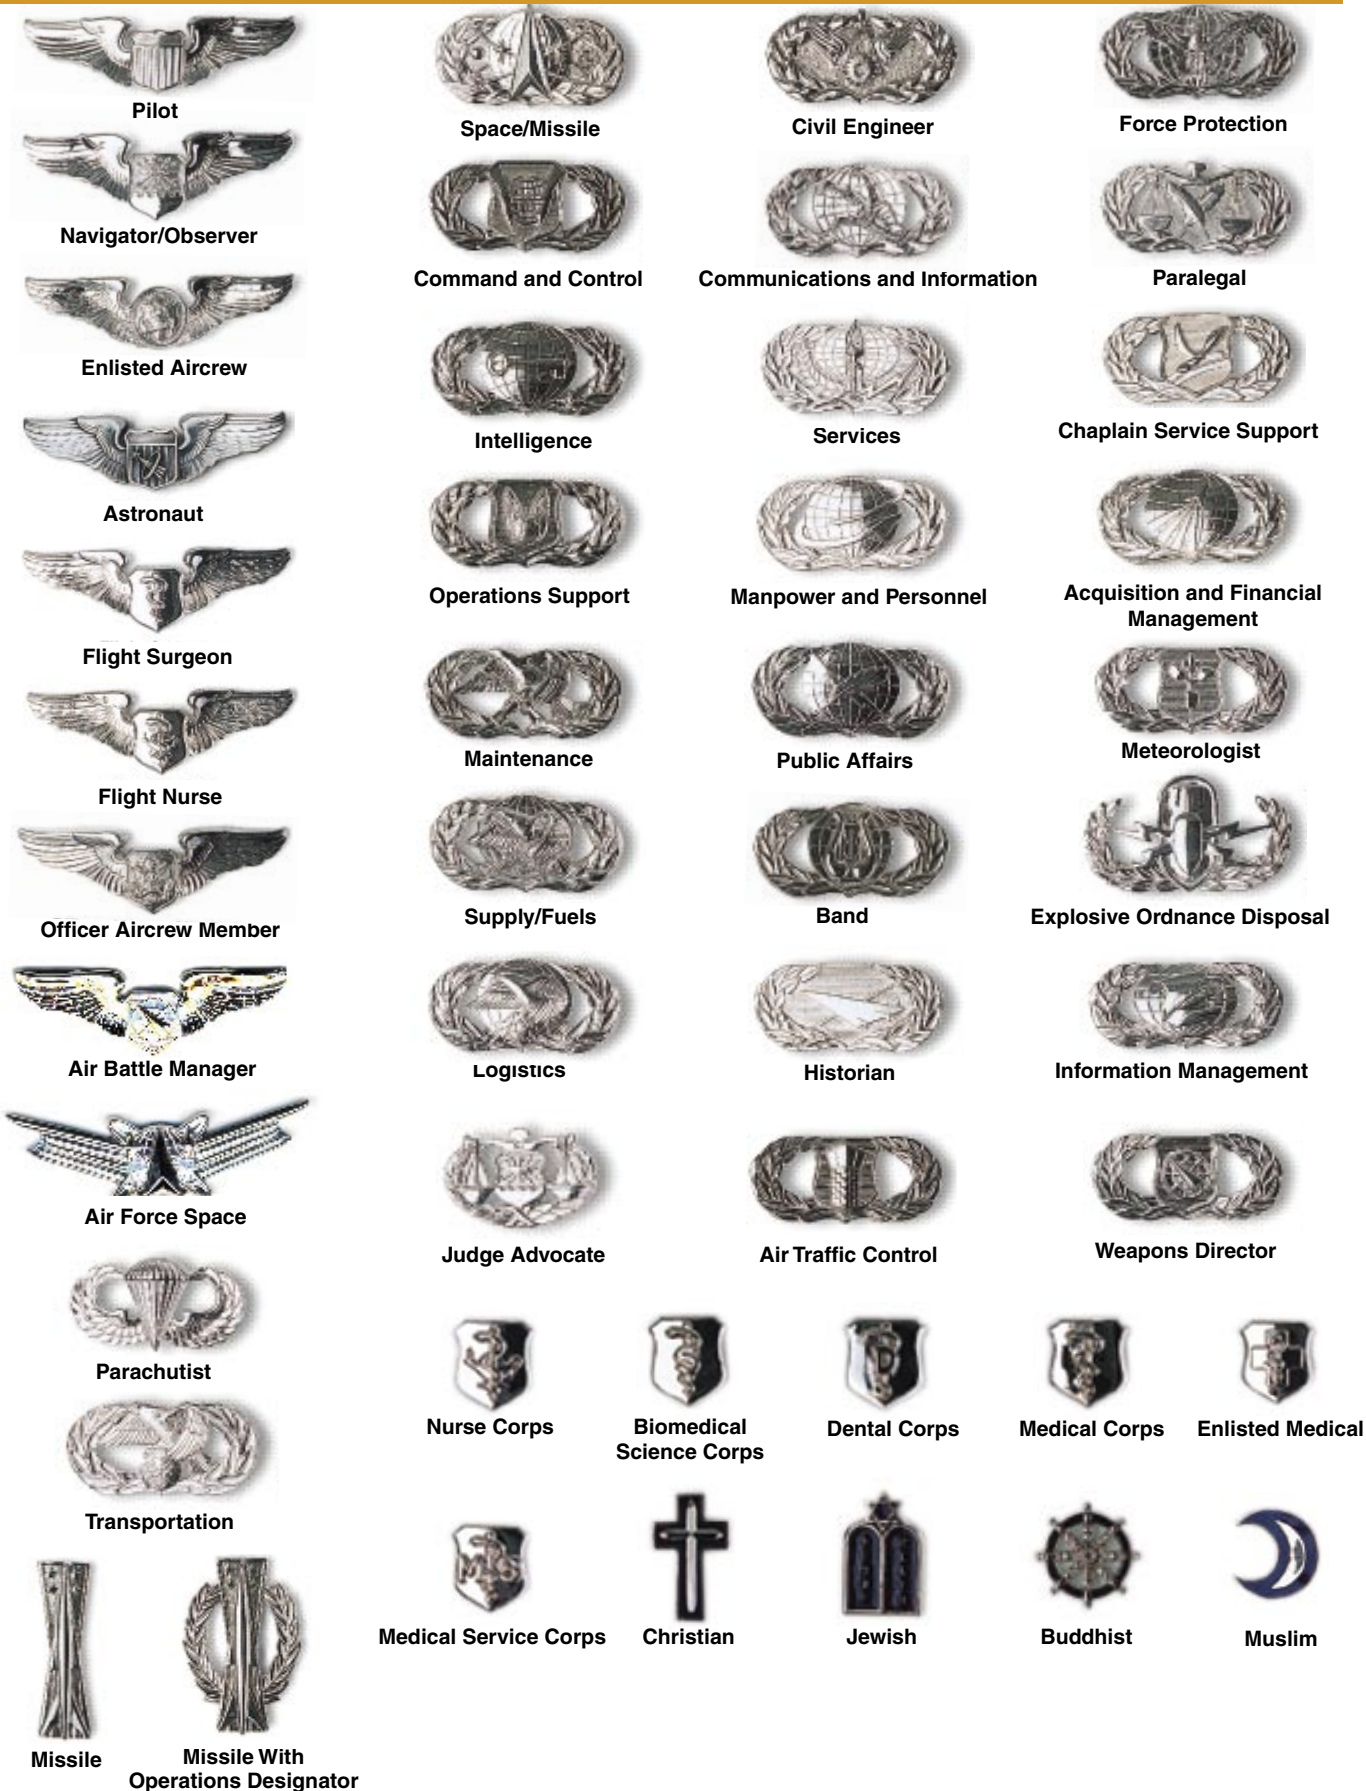 Pilot
Navigator/Observer
Enlisted Aircrew
Astronaut
Flight Surgeon
Flight Nurse
Officer Aircrew Member
Air Battle Manager
Air Force Space
Parachutist
Transportation
Missile
Missile With
Operations Designator
Space/Missile
Command and Control
Intelligence
Operations Support
Maintenance
Supply/Fuels
Logistics
Judge Advocate
Civil Engineer
Communications and Information
Services
Manpower and Personnel
Public Affairs
Band
Historian
Air Traffic Control
Force Protection
Paralegal
Chaplain Service Support
Acquisition and Financial
Management
Meteorologist
Explosive Ordnance Disposal
Information Management
Weapons Director
Nurse Corps
Biomedical
Science Corps
D
Dental Corps
Medical Corps
Enlisted Medical
MSC
Medical Service Corps
Christian
Jewish
Buddhist
Muslim